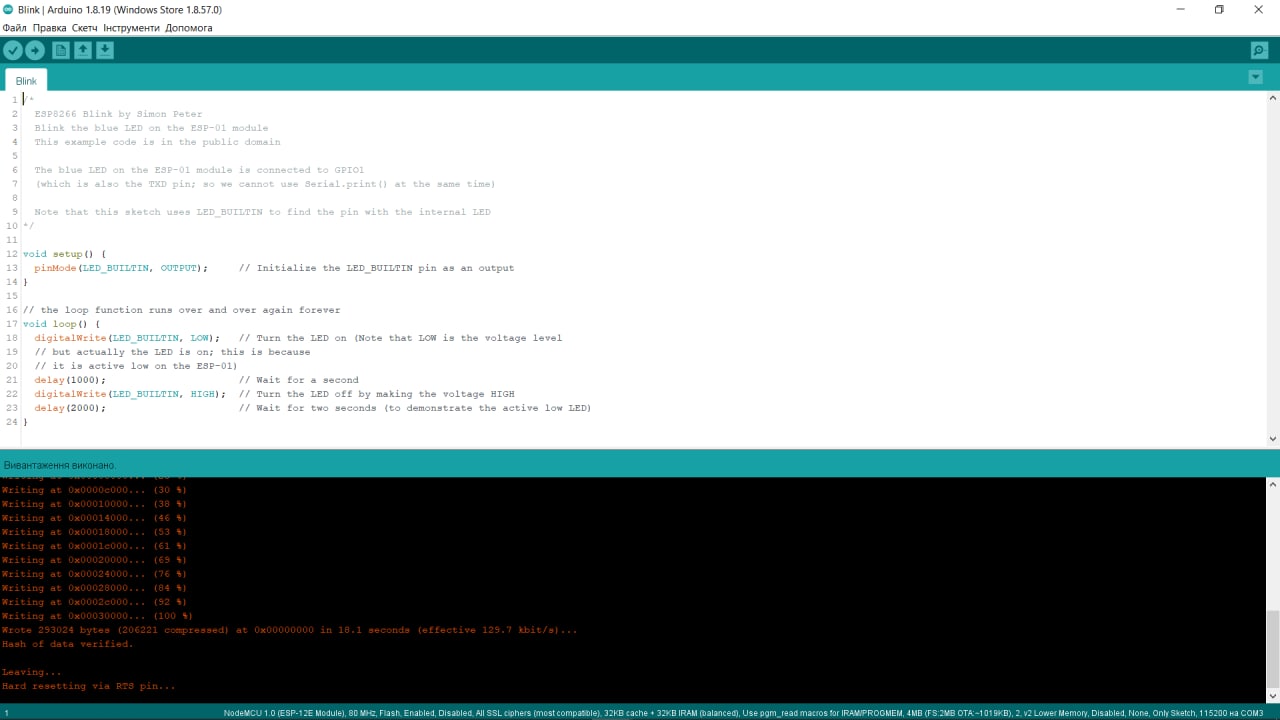 Blink | Arduino 1.8.19 (Windows Store 1.8.57.0)
Файл Правка Скетч Інструменти Допомога
Blink
1 /*
2 ESP8266 Blink by Simon Peter
3 Blink the blue LED on the ESP-01 module
4 This example code is in the public domain
5
6 The blue LED on the ESP-01 module is connected to GPIO1
7 (which is also the TXD pin; so we cannot use Serial.print() at the same time)
8
9 Note that this sketch uses LED_BUILTIN to find the pin with the internal LED
10 */
11
12 void setup() {
13 pinMode(LED_BUILTIN, OUTPUT); // Initialize the LED_BUILTIN pin as an output
14 }
15
16 // the loop function runs over and over again forever
17 void loop() {
18 digitalWrite(LED_BUILTIN, LOW); // Turn the LED on (Note that LOW is the voltage level
19 // but actually the LED is on; this is because
20 // it is active low on the ESP-01)
21 delay(1000); // Wait for a second
22 digitalWrite(LED_BUILTIN, HIGH); // Turn the LED off by making the voltage HIGH
23 delay(2000); // Wait for two seconds (to demonstrate the active low LED)
24 }
Вивантаження виконано.
Writing at 0x0000c000... (30 %)
Writing at 0x00010000... (38 %)
Writing at 0x00014000... (46 %)
Writing at 0x00018000... (53 %)
Writing at 0x0001c000... (61 %)
Writing at 0x00020000... (69 %)
Writing at 0x00024000... (76 %)
Writing at 0x00028000... (84 %)
Writing at 0x0002c000... (92 %)
Writing at 0x00030000... (100 %)
Wrote 293024 bytes (206221 compressed) at 0x00000000 in 18.1 seconds (effective 129.7 kbit/s)...
Hash of data verified.
Leaving...
Hard resetting via RTS pin...
1 NodeMCU 1.0 (ESP-12E Module), 80 MHz, Flash, Enabled, Disabled, All SSL ciphers (most compatible), 32KB cache + 32KB IRAM (balanced), Use pgm_read macros for IRAM/PROGMEM, 4MB (FS:2MB OTA:~1019KB), 2, v2 Lower Memory, Disabled, None, Only Sketch, 115200 на COM3